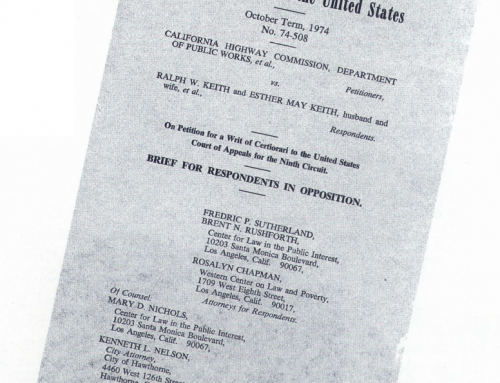 the United States
October Term, 1974
No. 74-508
CALIFORNIA HIGHWAY COMMISSION, DEPARTMENT
OF PUBLIC WORKS, et al.,
Petitioners,
vs.
RALPH W. KEITH and ESTHER MAY KEITH, husband and
wife, et al.,
Respondents.
On Petition for a Writ of Certiorari to the United States
Court of Appeals for the Ninth Circuit.
BRIEF FOR RESPONDENTS IN OPPOSITION.
FREDRIC P. SUTHERLAND,
BRENT N. RUSHFORTH,
Center for Law in the Public Interest,
10203 Santa Monica Boulevard,
Los Angeles, Calif. 90067,
ROSALYN CHAPMAN,
Western Center on Law and Poverty,
1709 West Eighth Street,
Los Angeles, Calif. 90017,
Attorneys for Respondents.
Of Counsel:
MARY D. NICHOLS,
Center for Law in the Public Interest,
10203 Santa Monica Boulevard,
Los Angeles, Calif. 90067,
KENNETH L. NELSON,
City Attorney,
City of Hawthorne,
4460 West 126th Street,
Hawthorne,